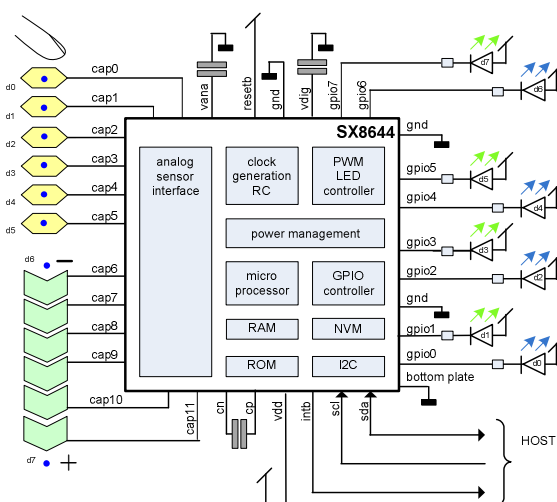 d7
d6
cap0
d0
vana
resetb
gnd
vdig
gpio7
gpio6
cap1
d1
SX8644
gnd
cap2
d2
analog
sensor
interface
clock
generation
RC
PWM
LED
controller
cap3
d3
gpio5
d5
cap4
d4
gpio4
d4
cap5
d5
power management
gpio3
d3
d6
−
cap6
micro
processor
GPIO
controller
gpio2
d2
cap7
gnd
cap8
RAM
NVM
gpio1
d1
cap9
ROM
I2C
gpio0
d0
bottom plate
cap10
cap11
cn
cp
vdd
intb
scl
sda
HOST
d7
+